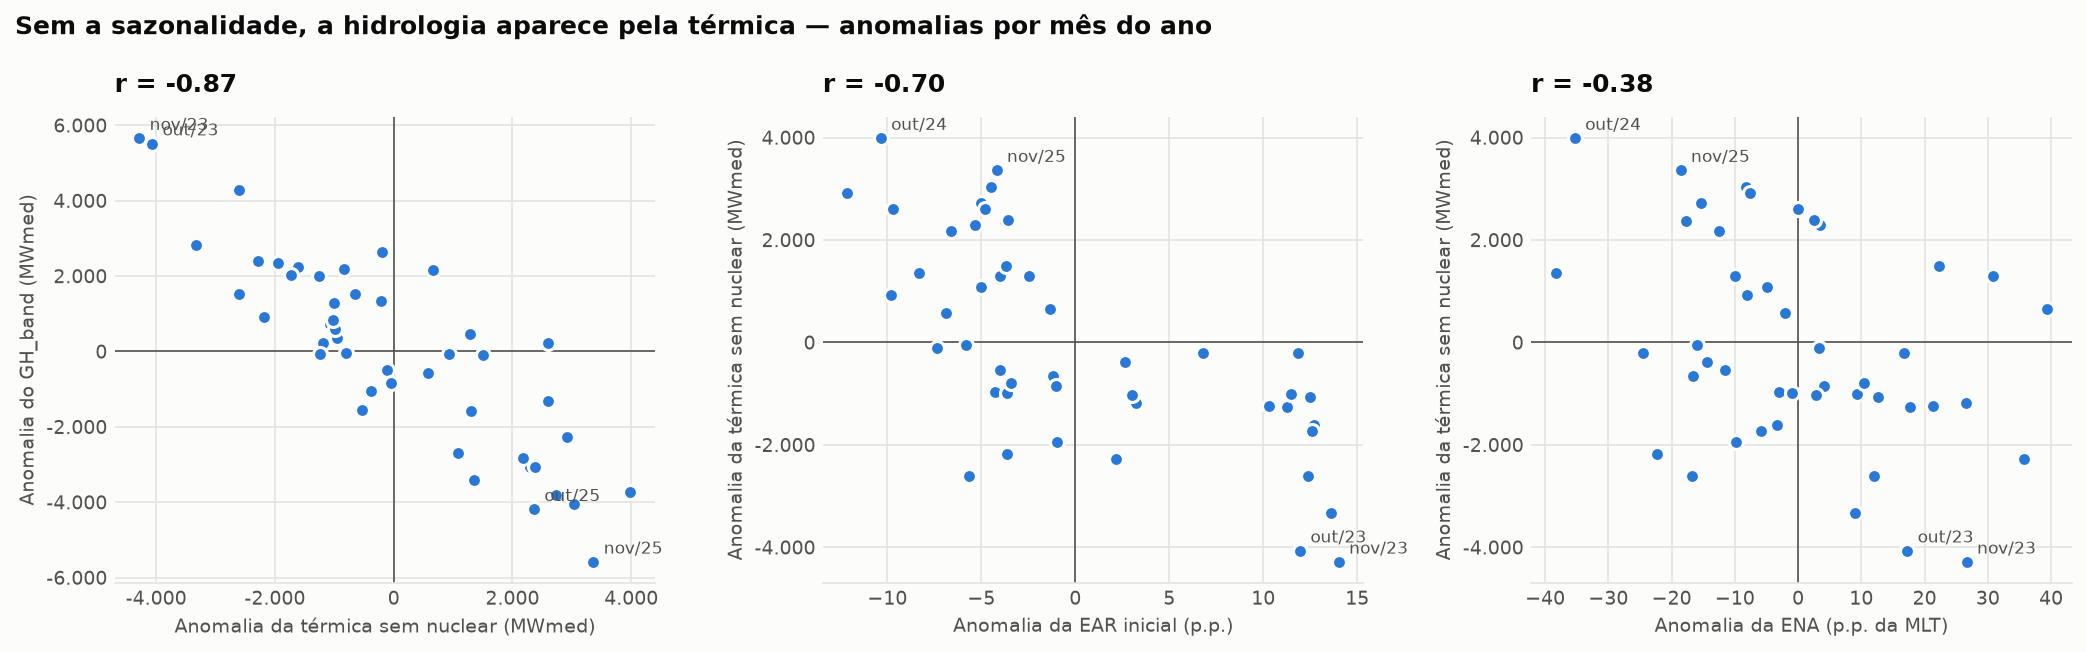 Sem a sazonalidade, a hidrologia aparece pela térmica — anomalias por mês do ano
r = -0.87
nov/23
out/23
out/25
nov/25
6.000
4.000
2.000
0
-2.000
-4.000
-6.000
Anomalia do GH_band (MWmed)
-4.000
-2.000
0
2.000
4.000
Anomalia da térmica sem nuclear (MWmed)
r = -0.70
out/24
nov/25
out/23
nov/23
4.000
2.000
0
-2.000
-4.000
Anomalia da térmica sem nuclear (MWmed)
−10
−5
0
5
10
15
Anomalia da EAR inicial (p.p.)
r = -0.38
out/24
nov/25
out/23
nov/23
4.000
2.000
0
-2.000
-4.000
Anomalia da térmica sem nuclear (MWmed)
−40
−30
−20
−10
0
10
20
30
40
Anomalia da ENA (p.p. da MLT)